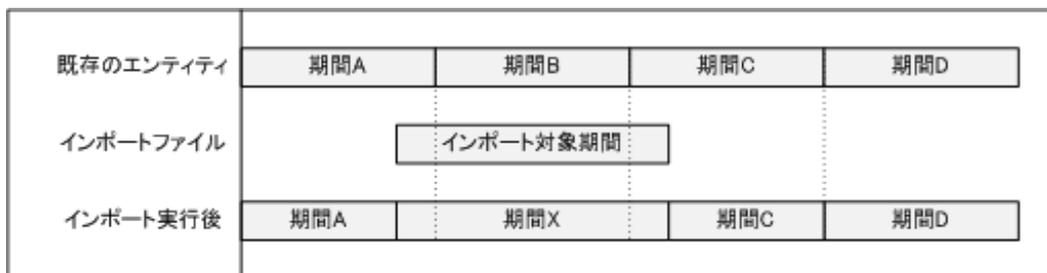 既存のエンティティ 期間A 期間B 期間C 期間D
インポートファイル インポート対象期間
インポート実行後 期間A 期間X 期間C 期間D